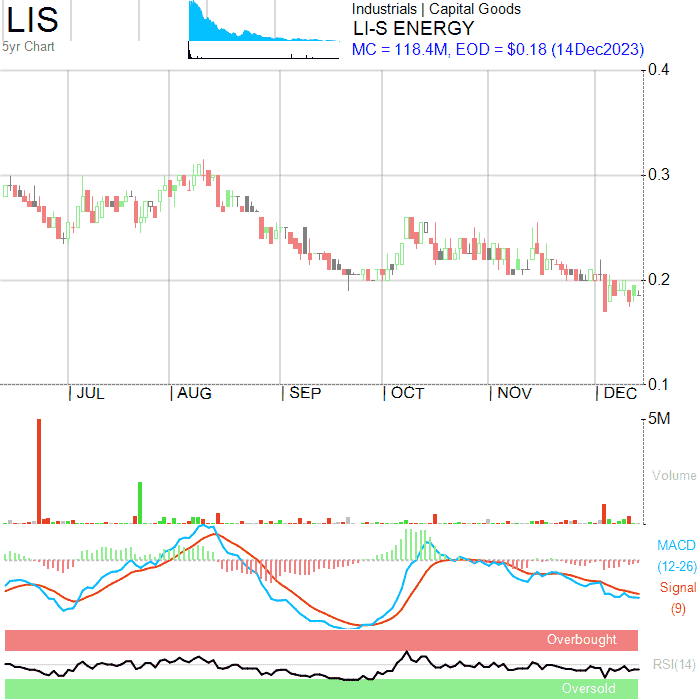 LIS
5yr Chart
Industrials | Capital Goods
LI-S ENERGY
MC = 118.4M, EOD = $0.18 (14Dec2023)
0.4
0.3
0.2
0.1
JUL AUG SEP OCT NOV DEC
5M
Volume
MACD
(12-26)
Signal
(9)
Overbought
RSI(14)
Oversold